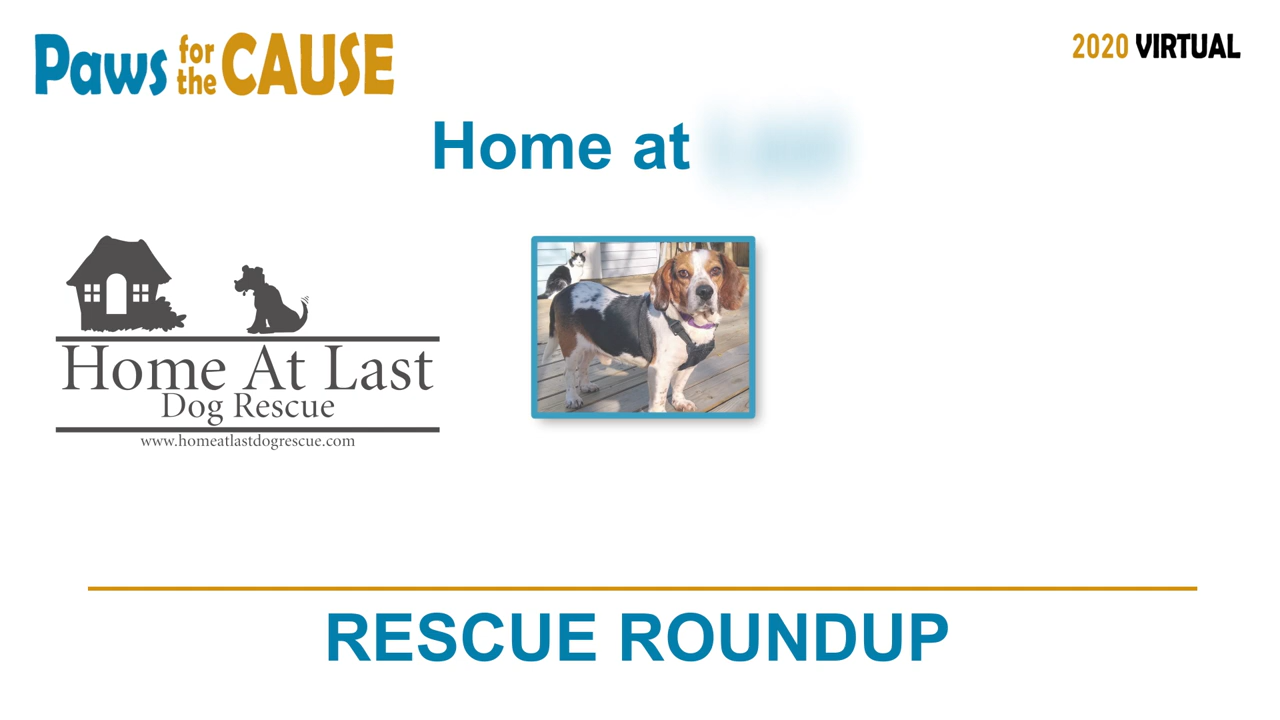 Paws for the CAUSE
2020 VIRTUAL
Home at
Home At Last
Dog Rescue
www.homeatlastdogrescue.com
RESCUE ROUNDUP